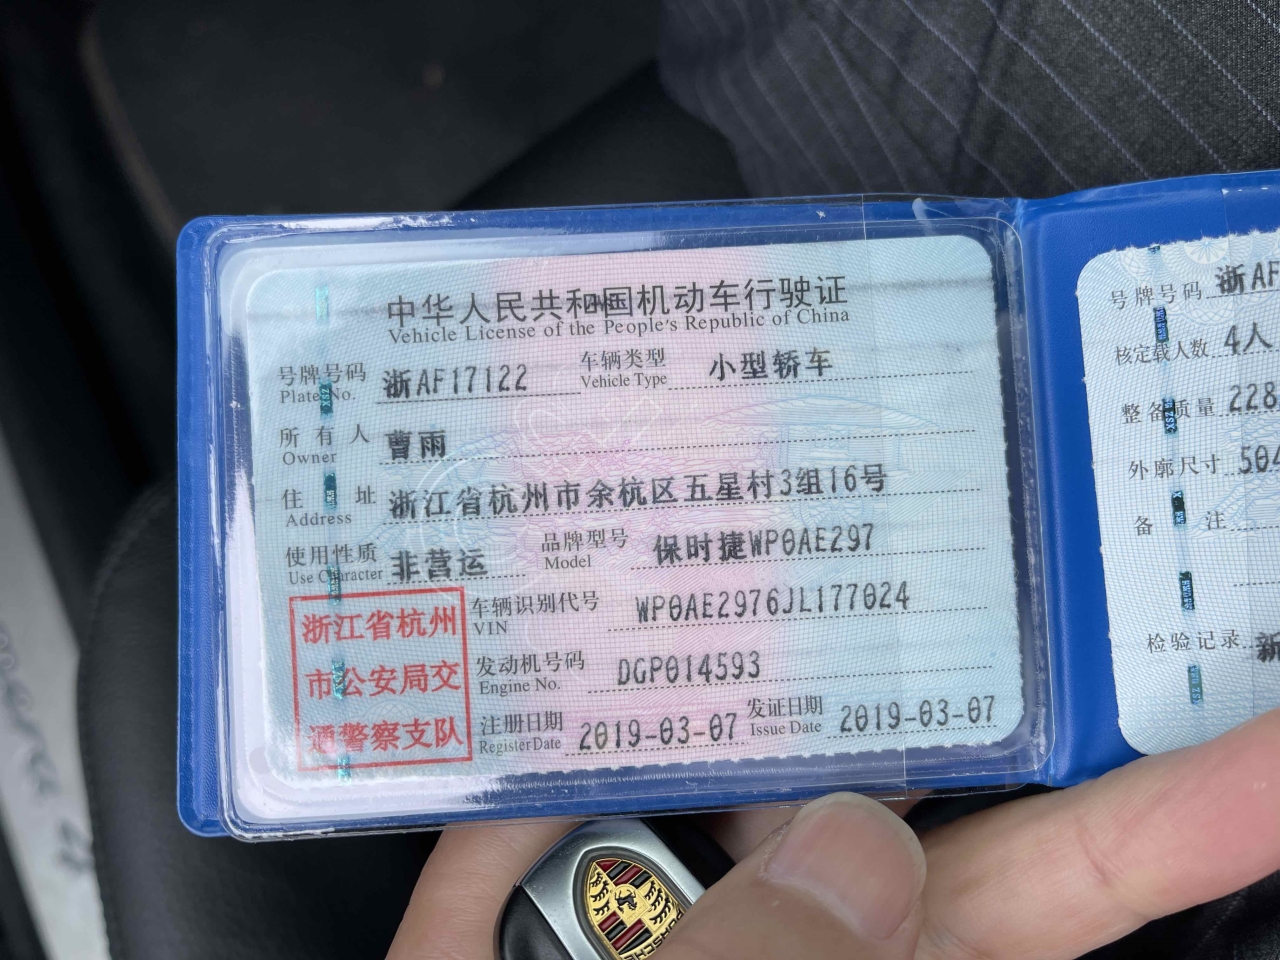 中华人民共和国机动车行驶证
Vehicle License of the People's Republic of China
号牌号码 浙AF17122 车辆类型 小型轿车
Plate No. Vehicle Type
所有人 曹雨
Owner
住址 浙江省杭州市余杭区五星村3组16号
Address
使用性质 非营运 品牌型号 保时捷WP0AE297
Use Character Model
浙江省杭州
市公安局交
通警察支队
车辆识别代号 WP0AE2976JL177024
VIN
发动机号码 DGP014593
Engine No.
注册日期 2019-03-07 发证日期 2019-03-07
Register Date Issue Date
号牌号码 浙AF
核定载人数 4人
整备质量 228
外廓尺寸 504
备注
检验记录 新
PORSCHE